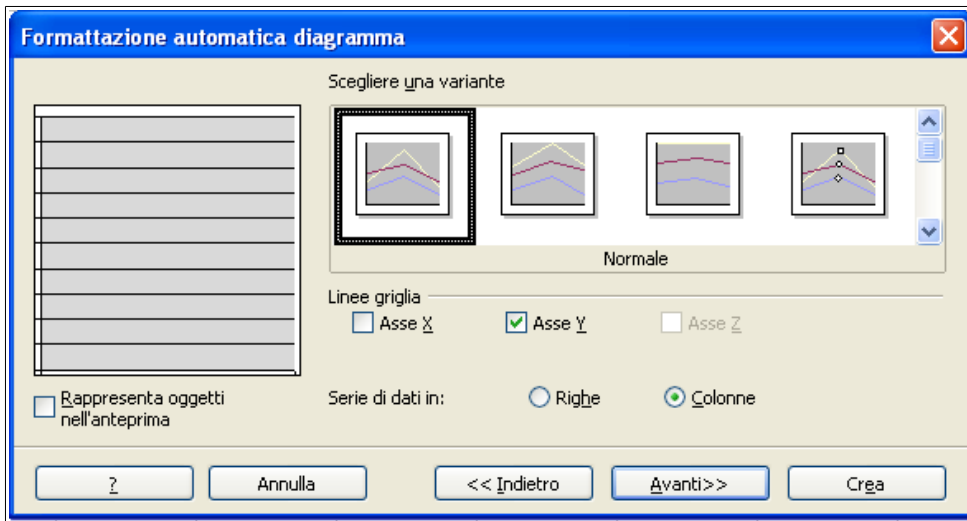 Formattazione automatica diagramma
Scegliere una variante
Normale
Linee griglia
Asse X
Asse Y
Asse Z
Rappresenta oggetti
nell'anteprima
Serie di dati in:
Righe
Colonne
?
Annulla
<< Indietro
Avanti>>
Crea